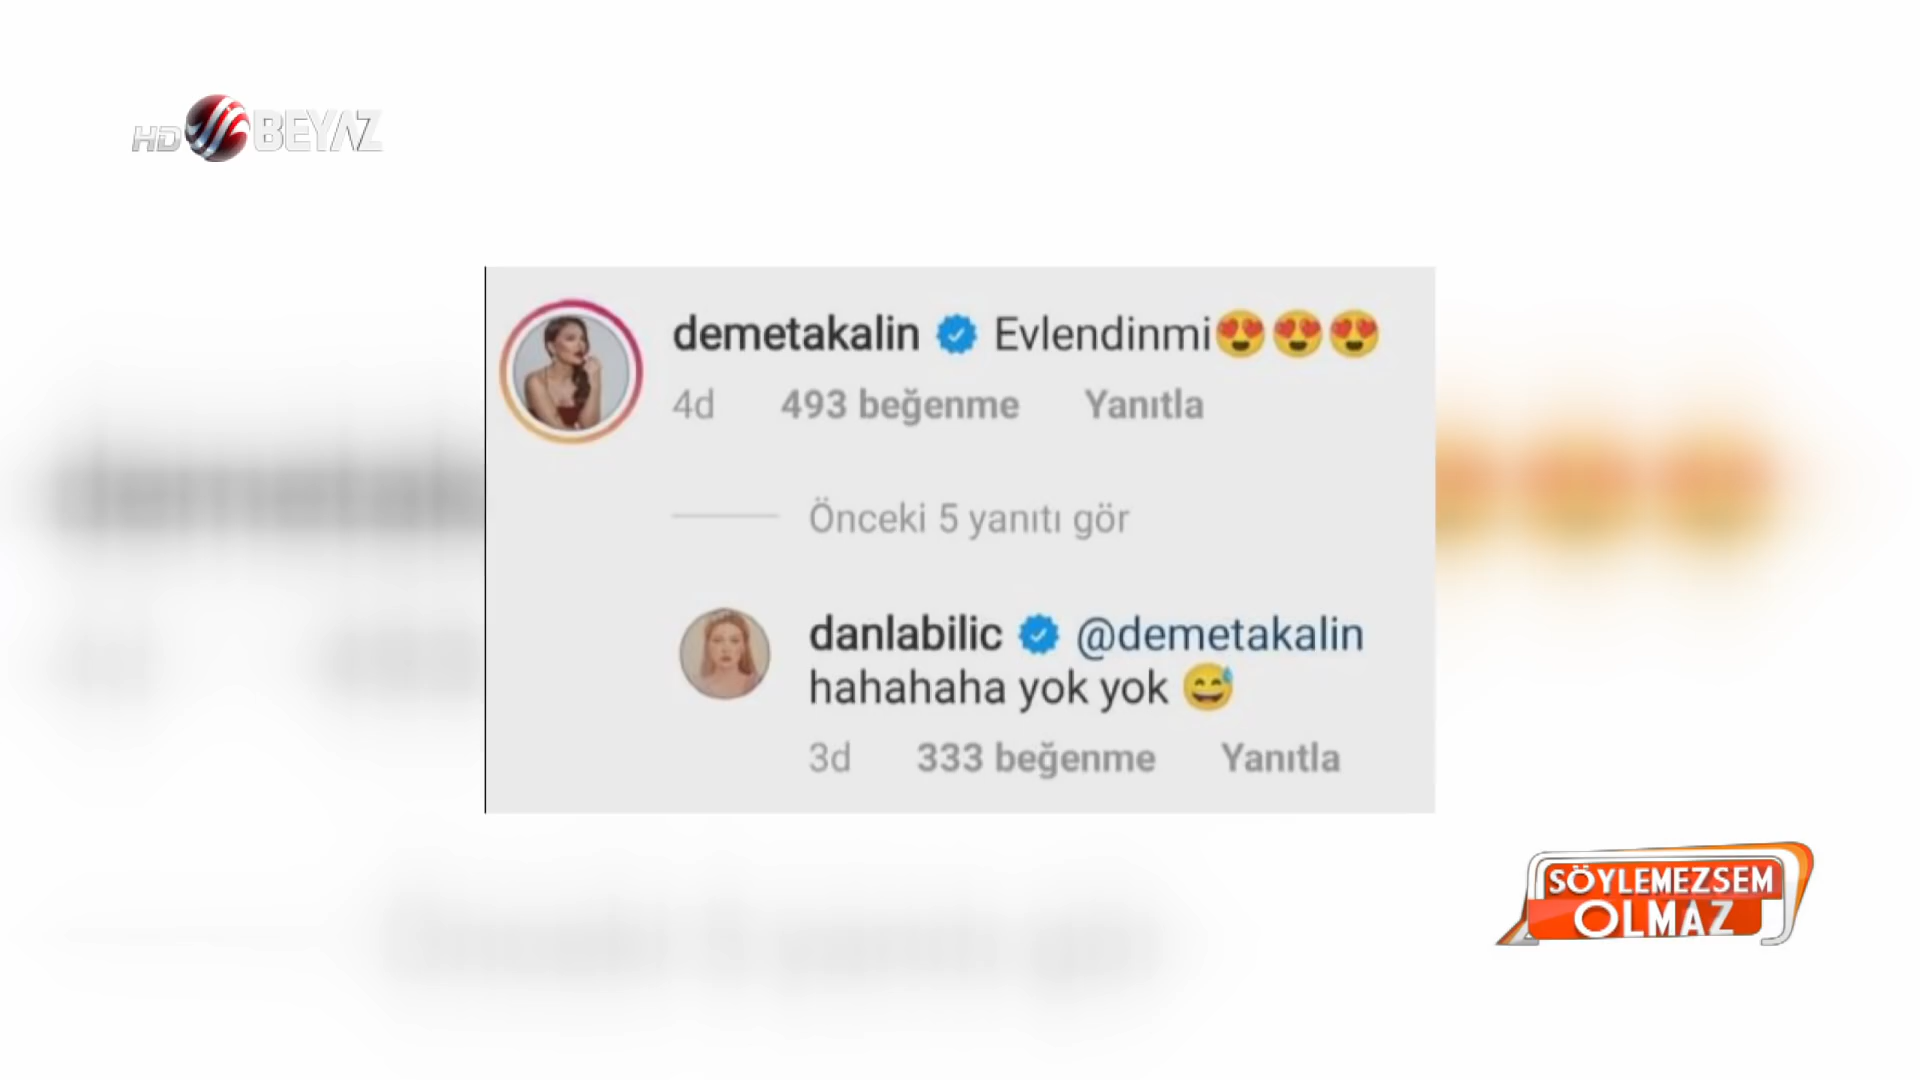 HD BEYAZ
demetakalin Evlendinmi😍😍😍
4d 493 beğenme Yanıtla
Önceki 5 yanıtı gör
danlabilic @demetakalin
hahahaha yok yok 😅
3d 333 beğenme Yanıtla
SÖYLEMEZSEM
OLMAZ